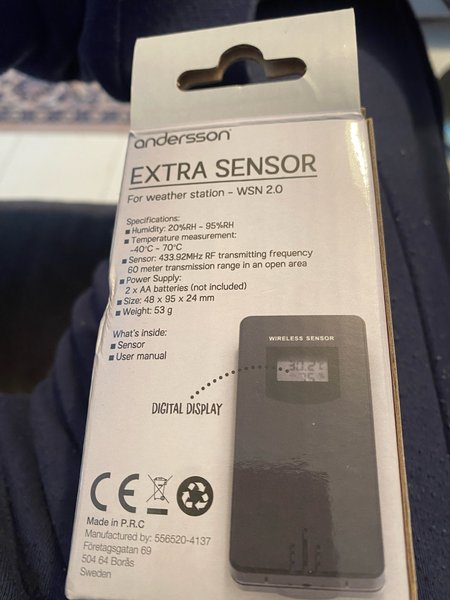 andersson
EXTRA SENSOR
For weather station - WSN 2.0
Specifications:
■ Humidity: 20%RH ~ 95%RH
■ Temperature measurement:
-40°C ~ 70°C
■ Sensor: 433.92MHz RF transmitting frequency
60 meter transmission range in an open area
■ Power Supply:
2 x AA batteries (not included)
■ Size: 48 x 95 x 24 mm
■ Weight: 53 g
What's inside:
■ Sensor
■ User manual
WIRELESS SENSOR
DIGITAL DISPLAY
CE
Made in P.R.C
Manufactured by: 556520-4137
Företagsgatan 69
504 64 Borås
Sweden